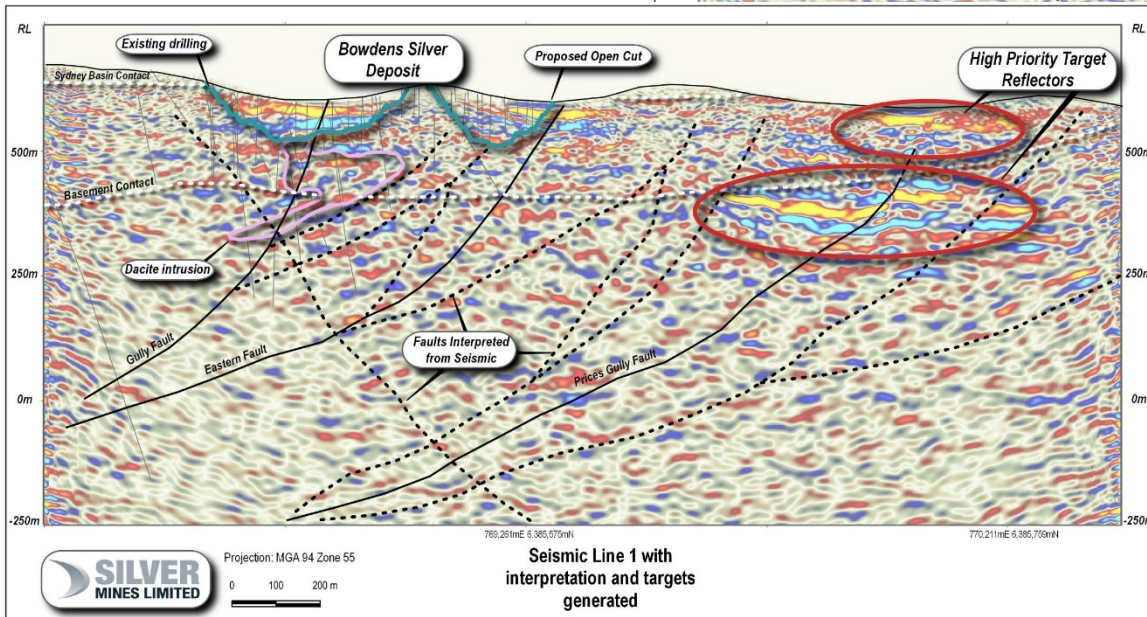 RL
RL
Existing drilling
Bowdens Silver
Deposit
Proposed Open Cut
High Priority Target
Reflectors
Sydney Basin Contact
500m
500m
Basement Contact
Dacite intrusion
250m
250m
Gully Fault
Eastern Fault
Faults Interpreted
from Seismic
Prices Gully Fault
0m
0m
-250m
-250m
769,261mE 6,385,575mN
770,211mE 6,385,759mN
SILVER
MINES LIMITED
Projection: MGA 94 Zone 55
0 100 200 m
Seismic Line 1 with
interpretation and targets
generated